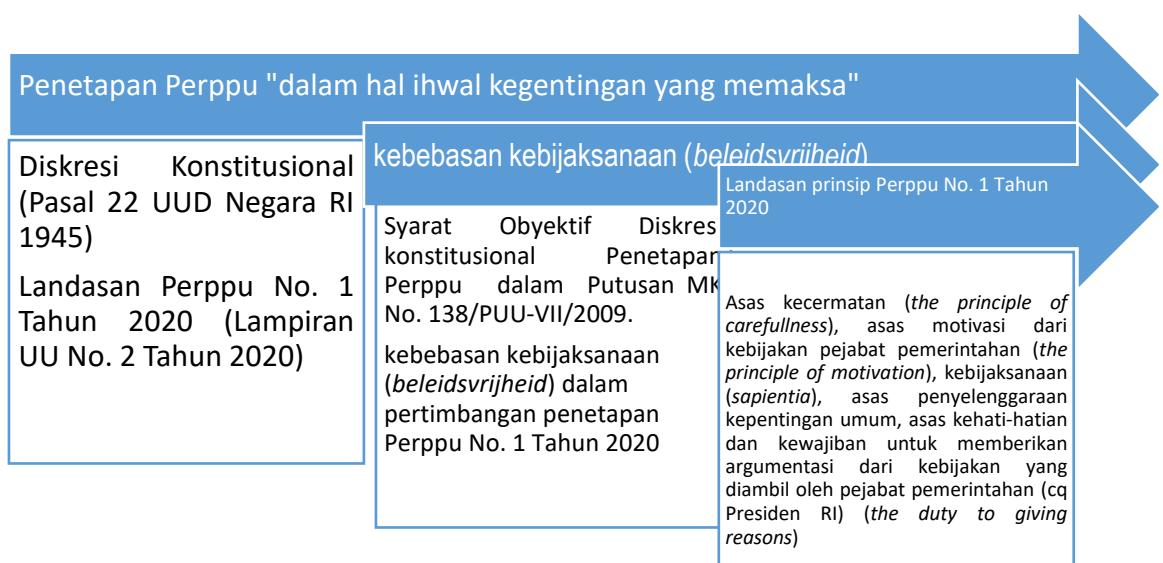 Penetapan Perppu "dalam hal ihwal kegentingan yang memaksa"
Diskresi Konstitusional
(Pasal 22 UUD Negara RI
1945)
Landasan Perppu No. 1
Tahun 2020 (Lampiran
UU No. 2 Tahun 2020)
kebebasan kebijaksanaan (beleidsvrijheid)
Syarat Obyektif Diskres
konstitusional Penetapan
Perppu dalam Putusan MK
No. 138/PUU-VII/2009.
kebebasan kebijaksanaan
(beleidsvrijheid) dalam
pertimbangan penetapan
Perppu No. 1 Tahun 2020
Landasan prinsip Perppu No. 1 Tahun
2020
Asas kecermatan (the principle of
carefullness), asas motivasi dari
kebijakan pejabat pemerintahan (the
principle of motivation), kebijaksanaan
(sapientia), asas penyelenggaraan
kepentingan umum, asas kehati-hatian
dan kewajiban untuk memberikan
argumentasi dari kebijakan yang
diambil oleh pejabat pemerintahan (cq
Presiden RI) (the duty to giving
reasons)